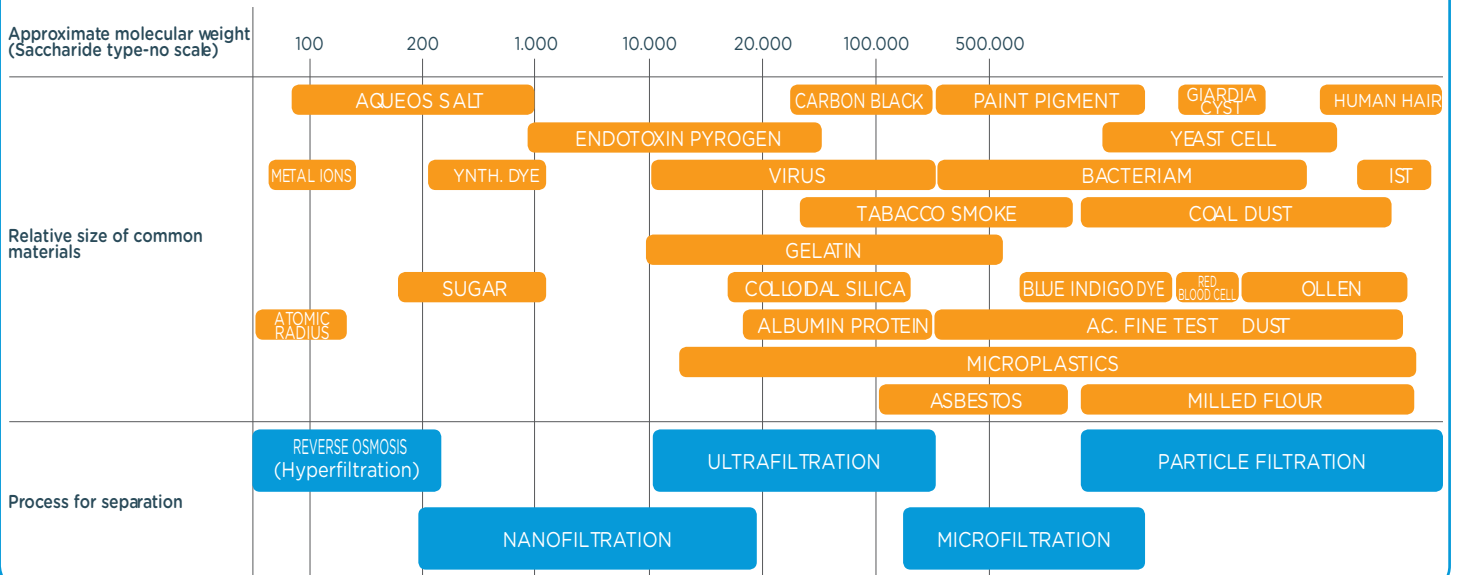 Approximate molecular weight
(Saccharide type-no scale)
100 200 1.000 10.000 20.000 100.000 500.000
AQUEOS SALT
CARBON BLACK
PAINT PIGMENT
GIARDIA
CYST
HUMAN HAIR
ENDOTOXIN PYROGEN
YEAST CELL
METAL IONS
YNTH. DYE
VIRUS
BACTERIAM
IST
TABACCO SMOKE
COAL DUST
Relative size of common
materials
GELATIN
SUGAR
COLLOIDAL SILICA
BLUE INDIGO DYE
RED
BLOOD CELL
OLLEN
ATOMIC
RADIUS
ALBUMIN PROTEIN
A.C. FINE TEST DUST
MICROPLASTICS
ASBESTOS
MILLED FLOUR
Process for separation
REVERSE OSMOSIS
(Hyperfiltration)
ULTRAFILTRATION
PARTICLE FILTRATION
NANOFILTRATION
MICROFILTRATION